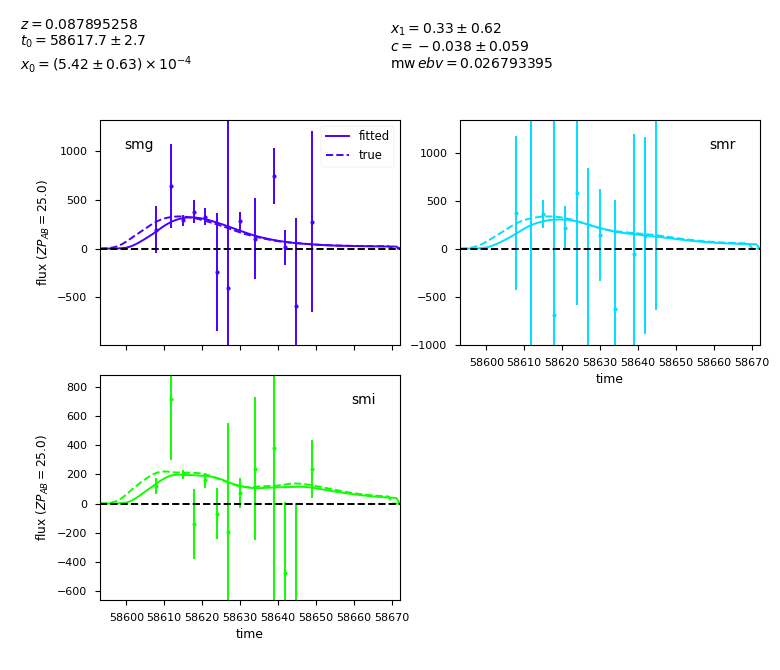 z = 0.087895258
t₀ = 58617.7 ± 2.7
x₀ = (5.42 ± 0.63) × 10⁻⁴
x₁ = 0.33 ± 0.62
c = −0.038 ± 0.059
mw ebv = 0.026793395
smg
fitted
true
1000
500
0
−500
flux (ZP_AB = 25.0)
smr
1000
500
0
−500
−1000
58600 58610 58620 58630 58640 58650 58660 58670
time
smi
800
600
400
200
0
−200
−400
−600
flux (ZP_AB = 25.0)
58600 58610 58620 58630 58640 58650 58660 58670
time